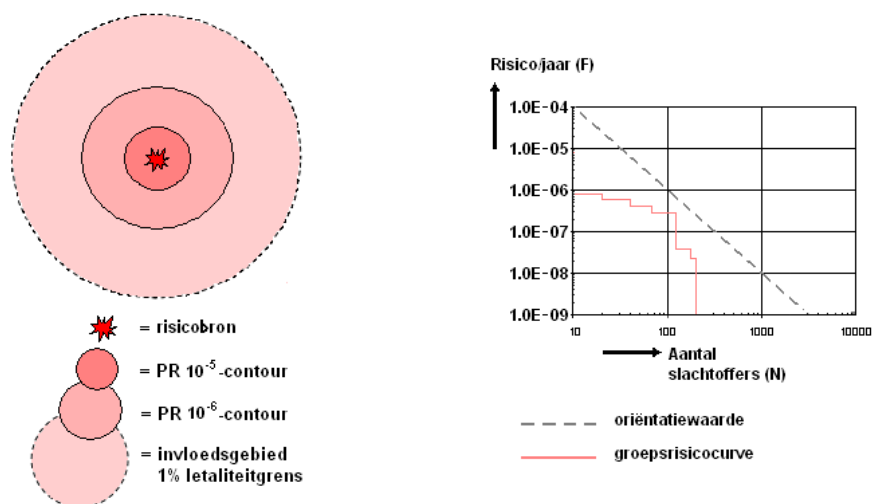 = risicobron
= PR 10-5-contour
= PR 10-6-contour
= invloedsgebied
1% letaliteitgrens
Risico/jaar (F)
1.0E-04
1.0E-05
1.0E-06
1.0E-07
1.0E-08
1.0E-09
10
100
1000
10000
Aantal
slachtoffers (N)
oriëntatiewaarde
groepsrisicocurve